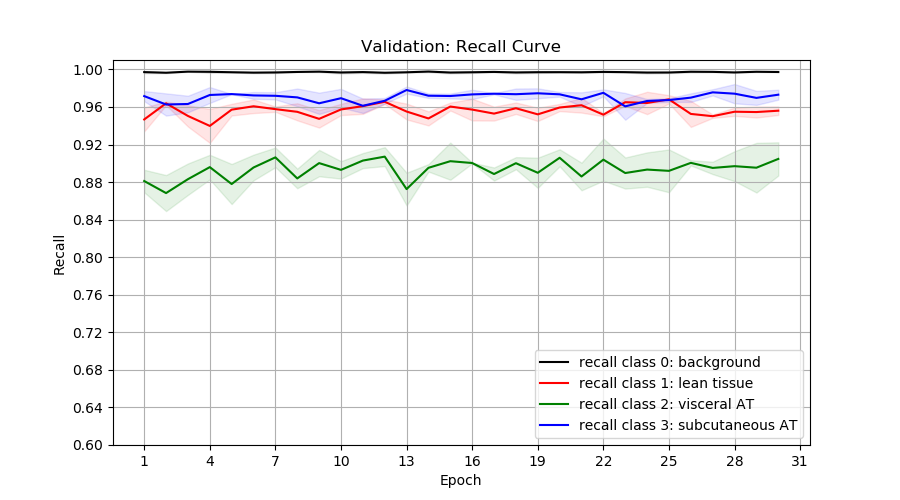 Validation: Recall Curve
Recall
1.00
0.96
0.92
0.88
0.84
0.80
0.76
0.72
0.68
0.64
0.60
recall class 0: background
recall class 1: lean tissue
recall class 2: visceral AT
recall class 3: subcutaneous AT
1 4 7 10 13 16 19 22 25 28 31
Epoch